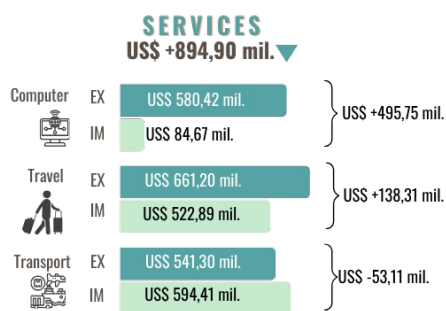 SERVICES
US$ +894,90 mil.
Computer
EX
US$ 580,42 mil.
IM
US$ 84,67 mil.
US$ +495,75 mil.
Travel
EX
US$ 661,20 mil.
IM
US$ 522,89 mil.
US$ +138,31 mil.
Transport
EX
US$ 541,30 mil.
IM
US$ 594,41 mil.
US$ -53,11 mil.